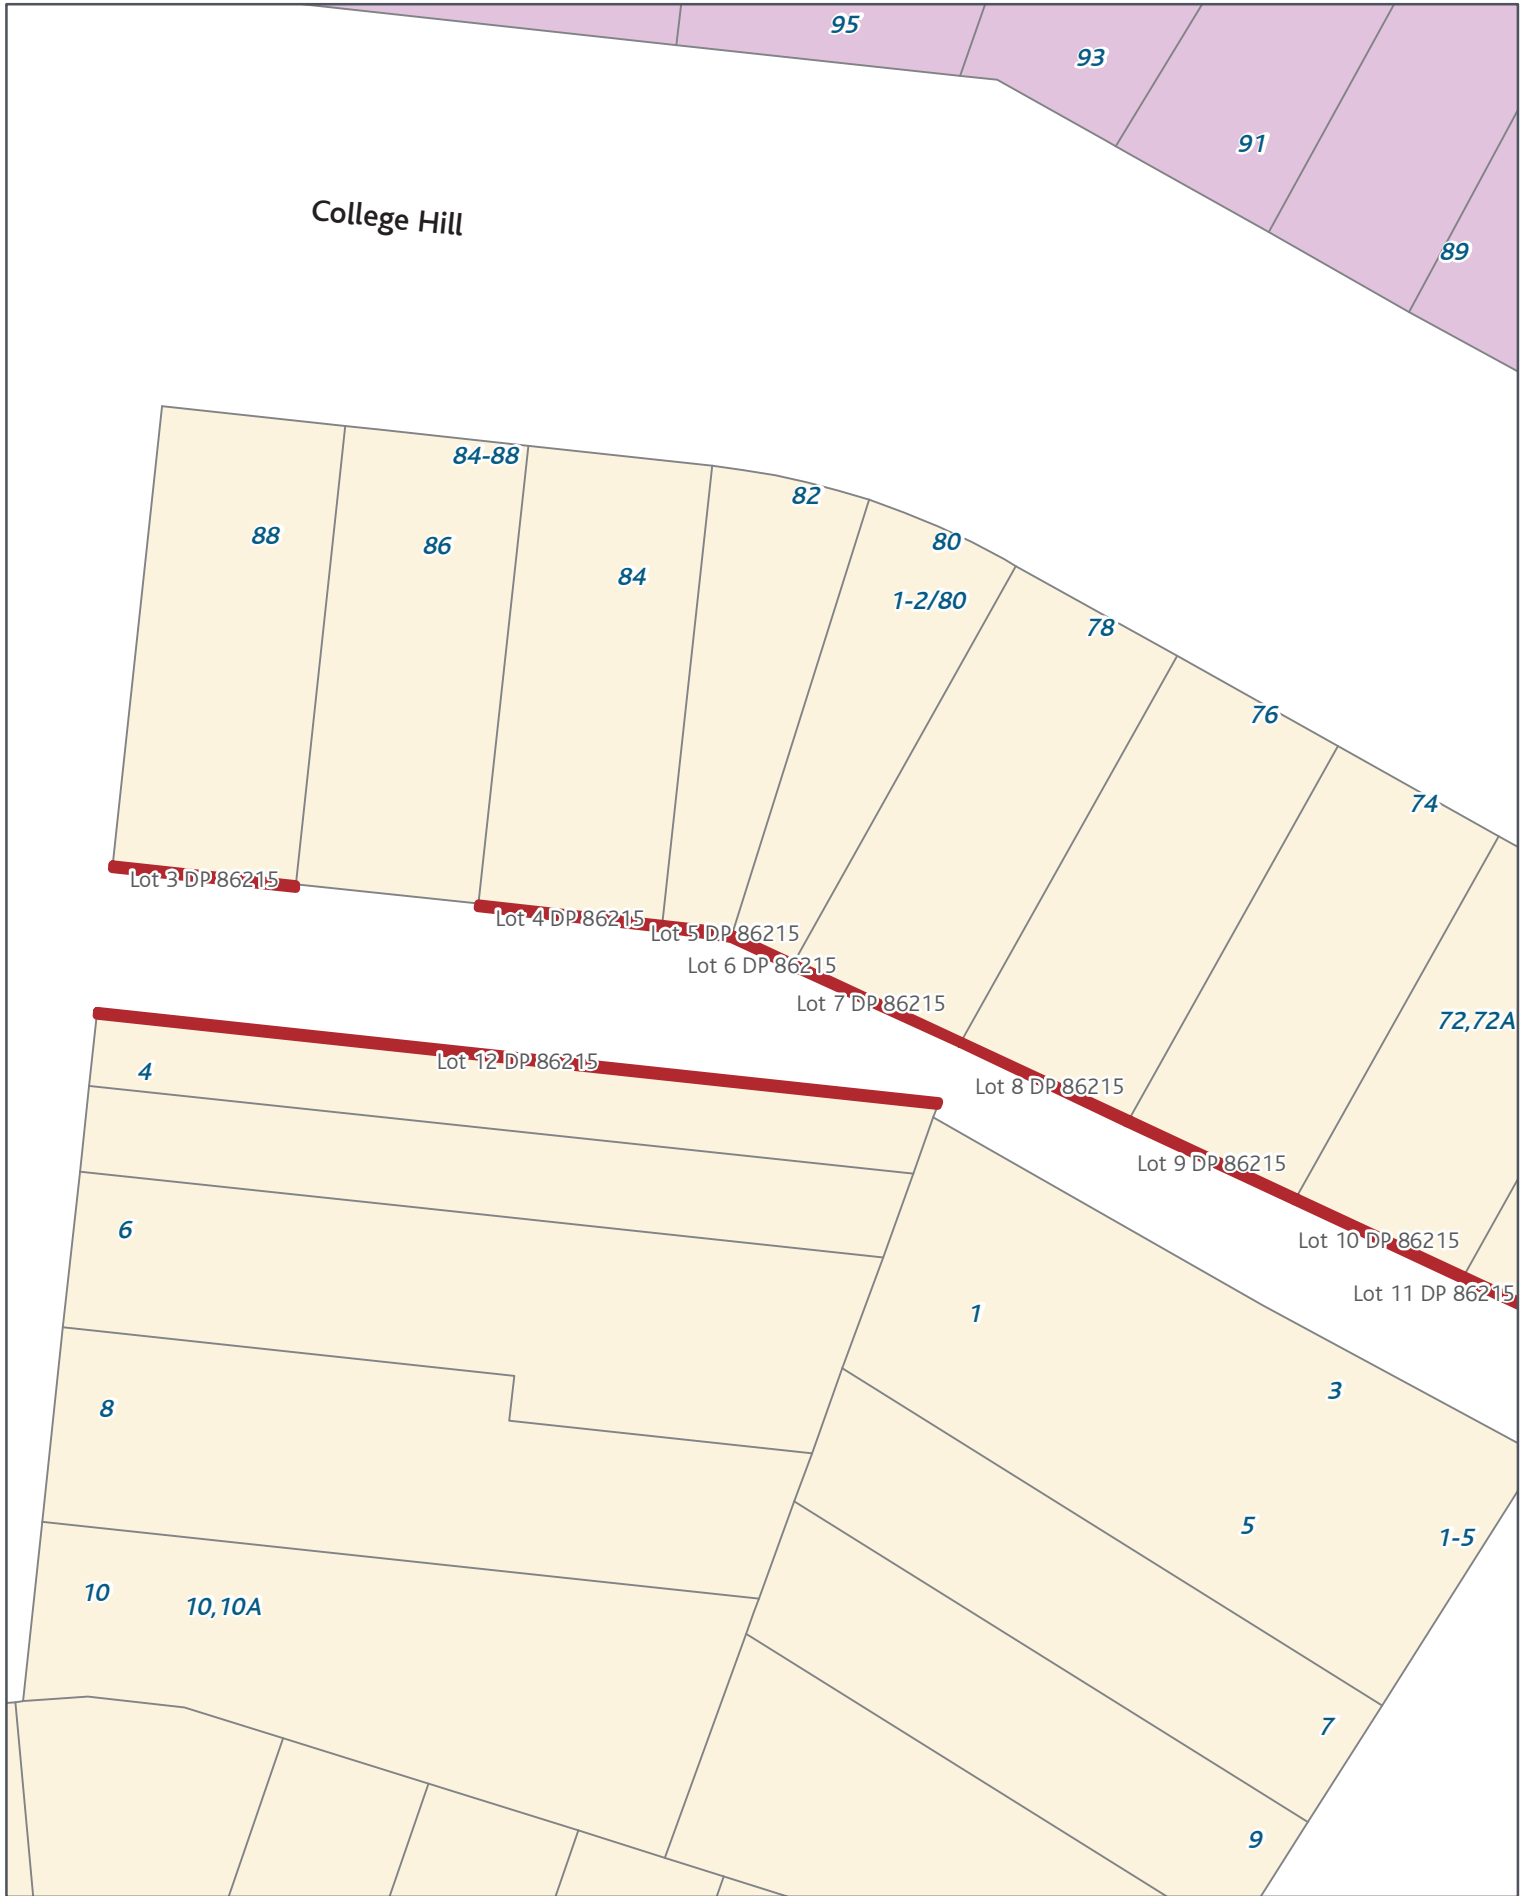 95
93
91
89
College Hill
84-88
82
88
86
80
84
1-2/80
78
76
74
Lot 3 DP 86215
Lot 4 DP 86215
Lot 5 DP 86215
Lot 6 DP 86215
Lot 7 DP 86215
72,72A
Lot 12 DP 86215
4
Lot 8 DP 86215
Lot 9 DP 86215
6
Lot 10 DP 86215
Lot 11 DP 86215
1
3
8
5
1-5
10
10,10A
7
9